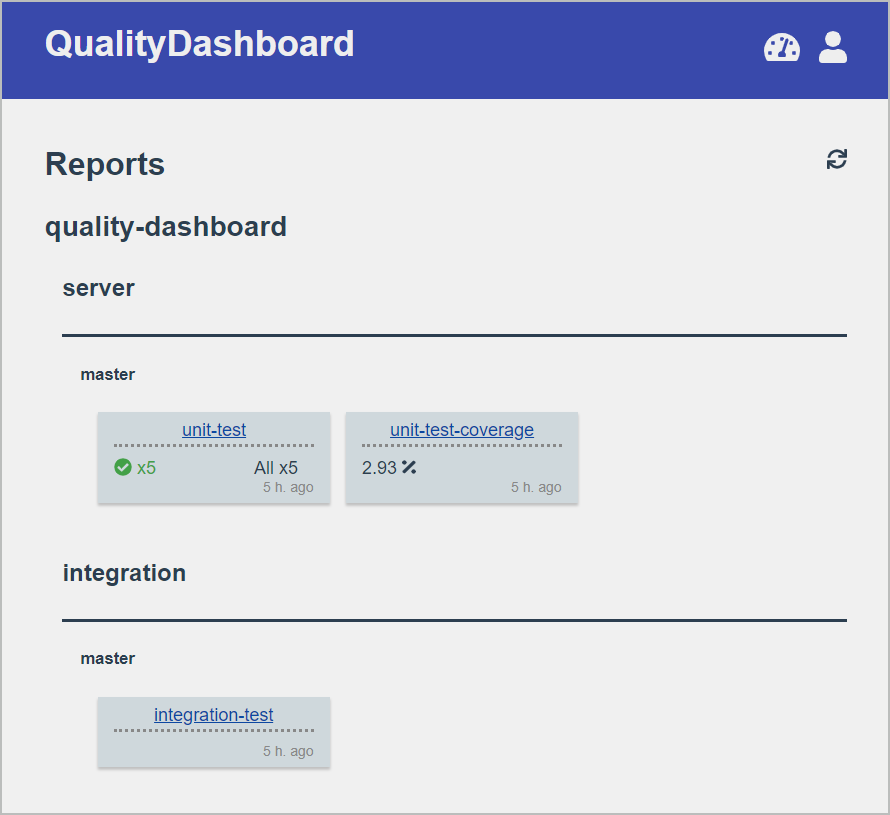 QualityDashboard
Reports
quality-dashboard
server
master
unit-test
x5 All x5
5 h. ago
unit-test-coverage
2.93 %
5 h. ago
integration
master
integration-test
5 h. ago